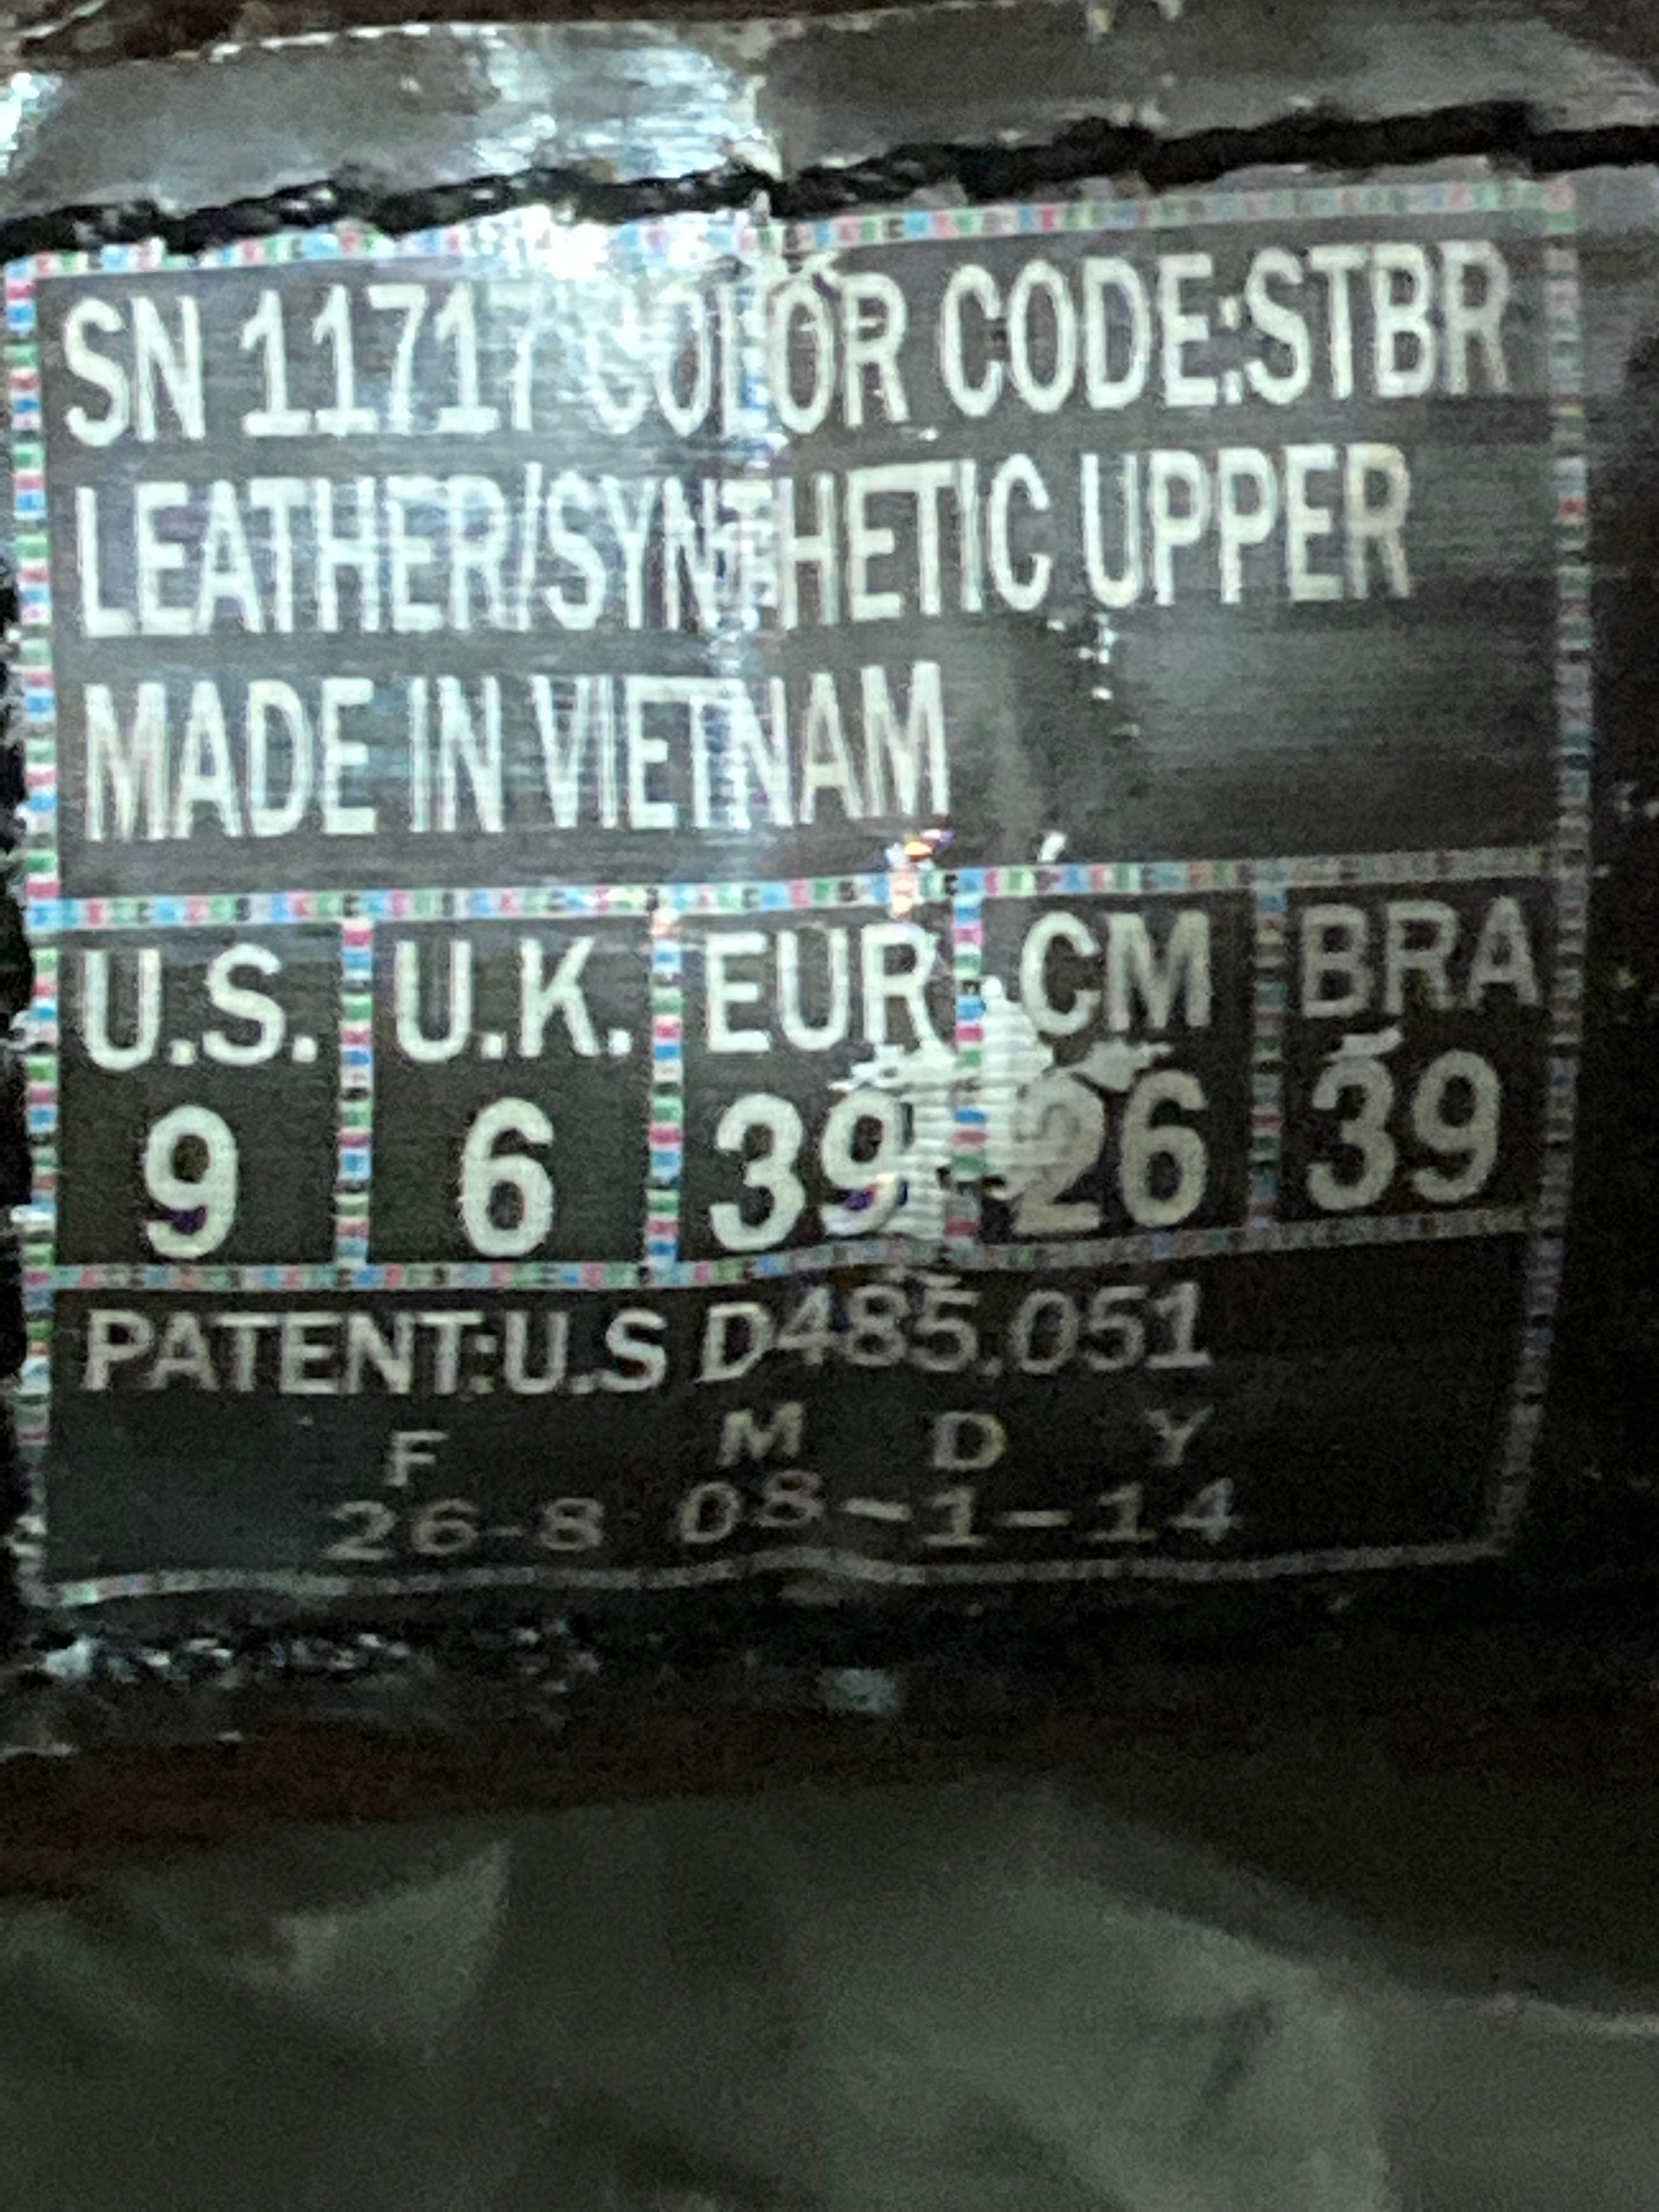 SN 11717 COLOR CODE:STBR
LEATHER/SYNTHETIC UPPER
MADE IN VIETNAM
U.S. U.K. EUR CM BRA
9 6 39 26 39
PATENT:U.S D485,051
F M D Y
26-8 08-1-14